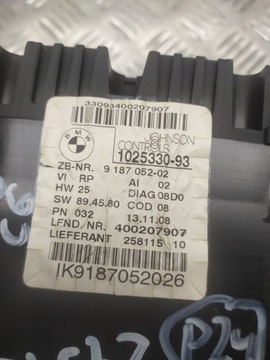 33093400207907
BMW
JOHNSON
CONTROLS
1025330-93
ZB-NR. 9 187 052-02
VI RP AI 02
HW 25 DIAG 08D0
SW 89.45.80 COD 08
PN 032 13.11.08
LFND./NR. 400207907
LIEFERANT 258115 10
IK9187052026
P24